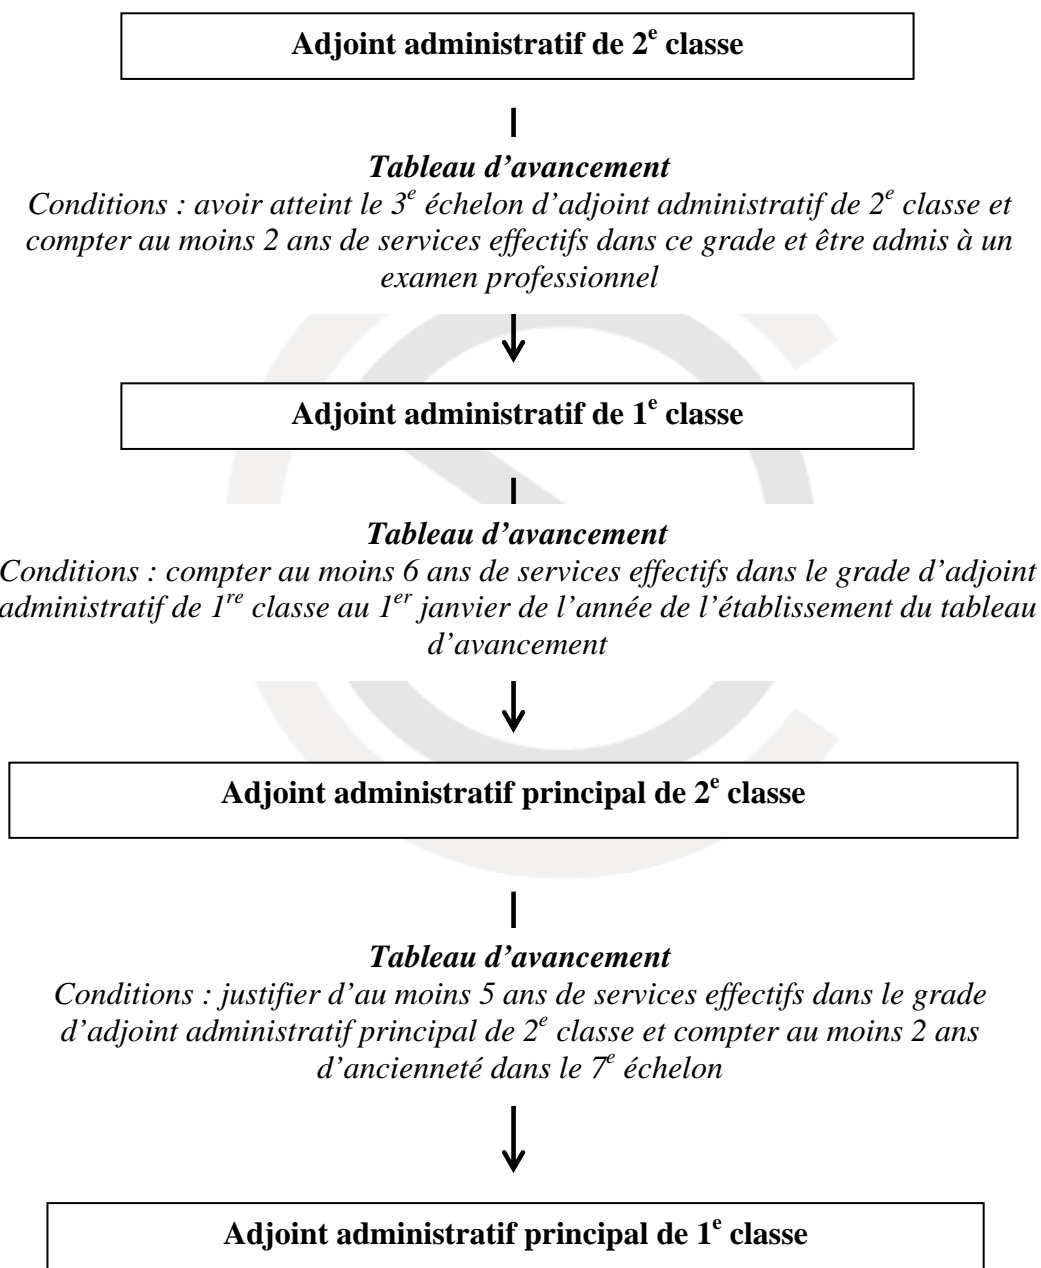 Adjoint administratif de 2e classe
Tableau d’avancement
Conditions : avoir atteint le 3e échelon d’adjoint administratif de 2e classe et
compter au moins 2 ans de services effectifs dans ce grade et être admis à un
examen professionnel
Adjoint administratif de 1e classe
Tableau d’avancement
Conditions : compter au moins 6 ans de services effectifs dans le grade d’adjoint
administratif de 1re classe au 1er janvier de l’année de l’établissement du tableau
d’avancement
Adjoint administratif principal de 2e classe
Tableau d’avancement
Conditions : justifier d’au moins 5 ans de services effectifs dans le grade
d’adjoint administratif principal de 2e classe et compter au moins 2 ans
d’ancienneté dans le 7e échelon
Adjoint administratif principal de 1e classe